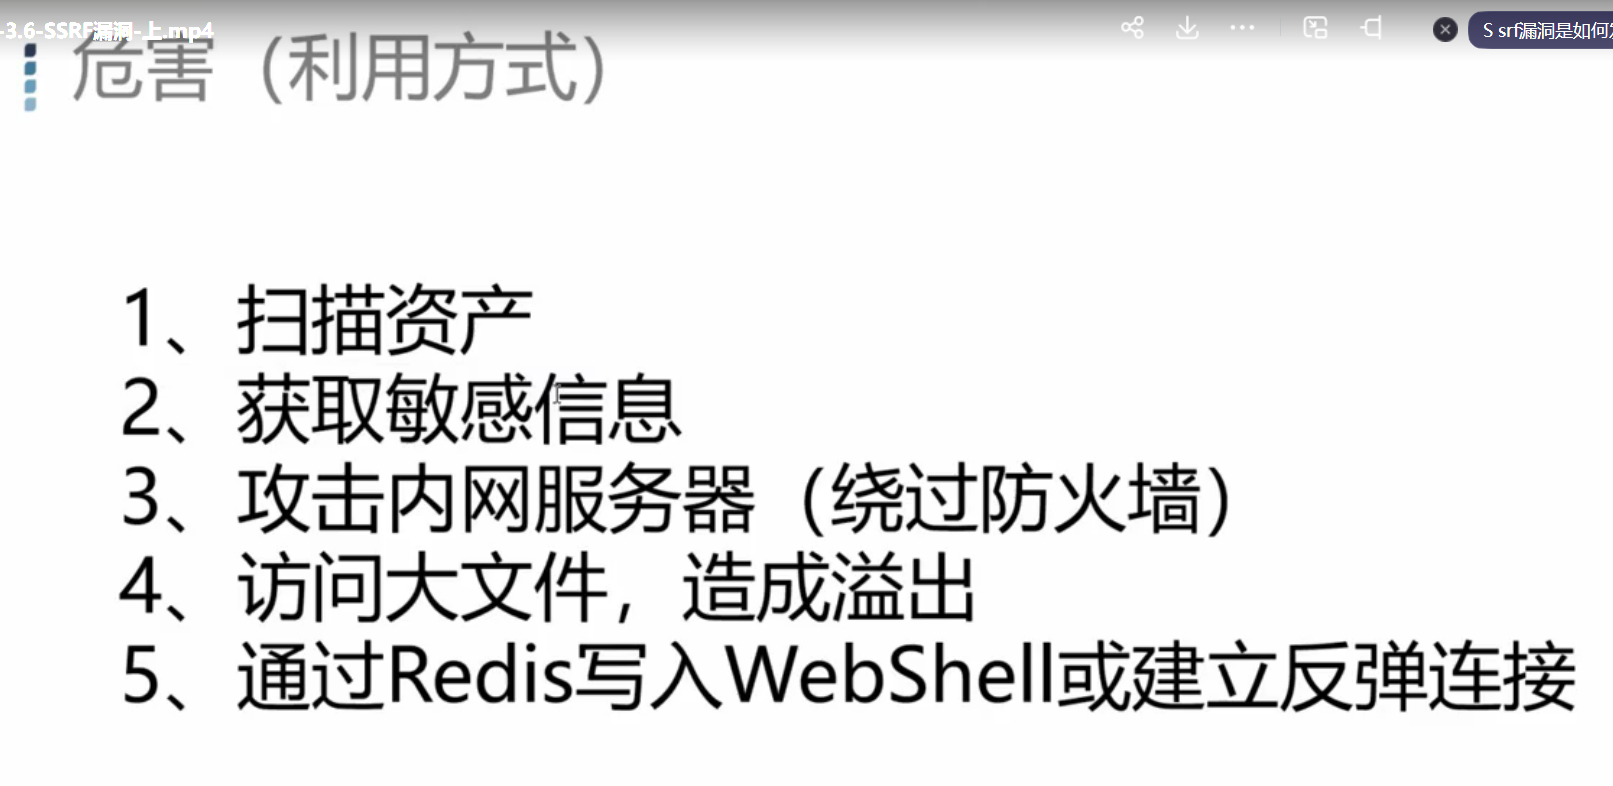 -3.6-SSRF漏洞-上.mp4
S srf漏洞是如何
危害（利用方式）
1、扫描资产
2、获取敏感信息
3、攻击内网服务器（绕过防火墙）
4、访问大文件，造成溢出
5、通过Redis写入WebShell或建立反弹连接